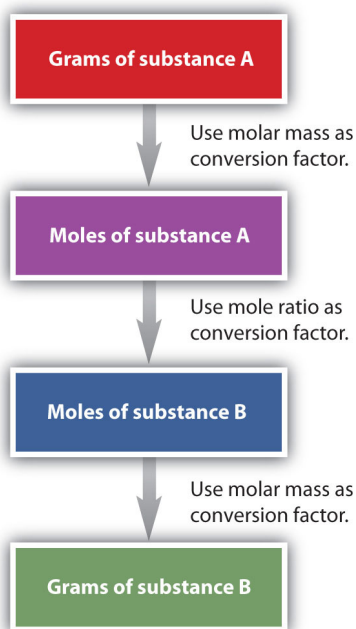 Grams of substance A
Use molar mass as
conversion factor.
Moles of substance A
Use mole ratio as
conversion factor.
Moles of substance B
Use molar mass as
conversion factor.
Grams of substance B